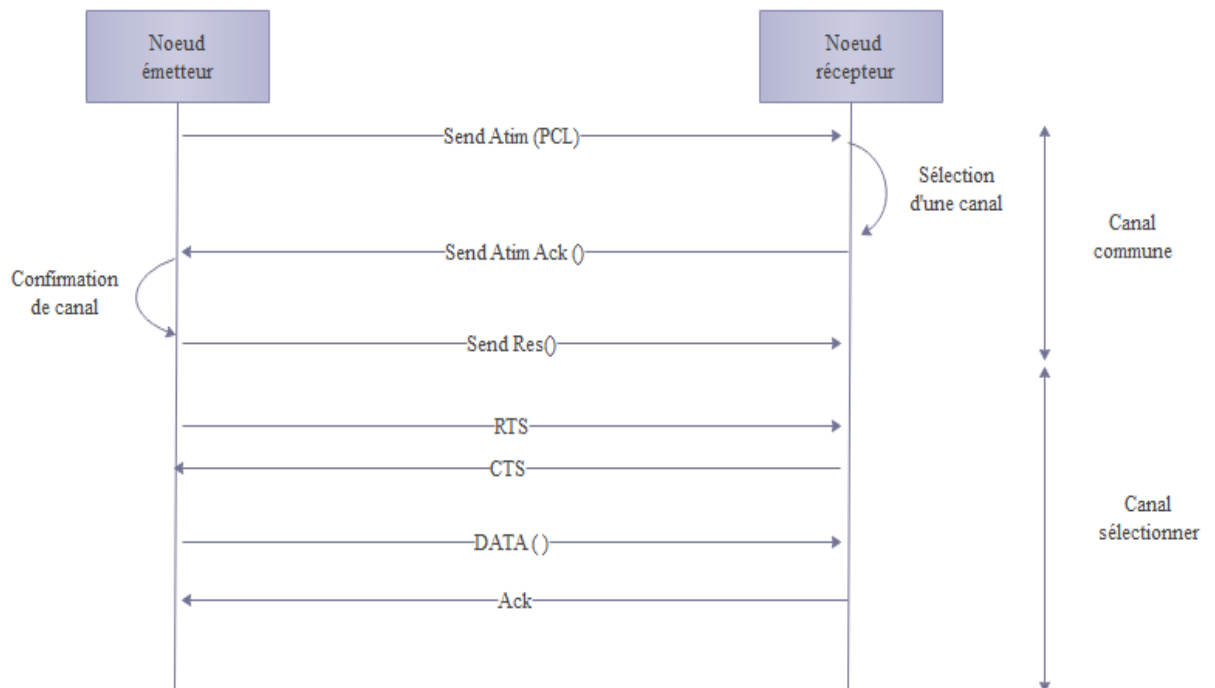 Noeud
émetteur
Noeud
récepteur
Send Atim (PCL)
Sélection
d'une canal
Canal
commune
Send Atim Ack ()
Confirmation
de canal
Send Res()
RTS
CTS
Canal
sélectionner
DATA ( )
Ack